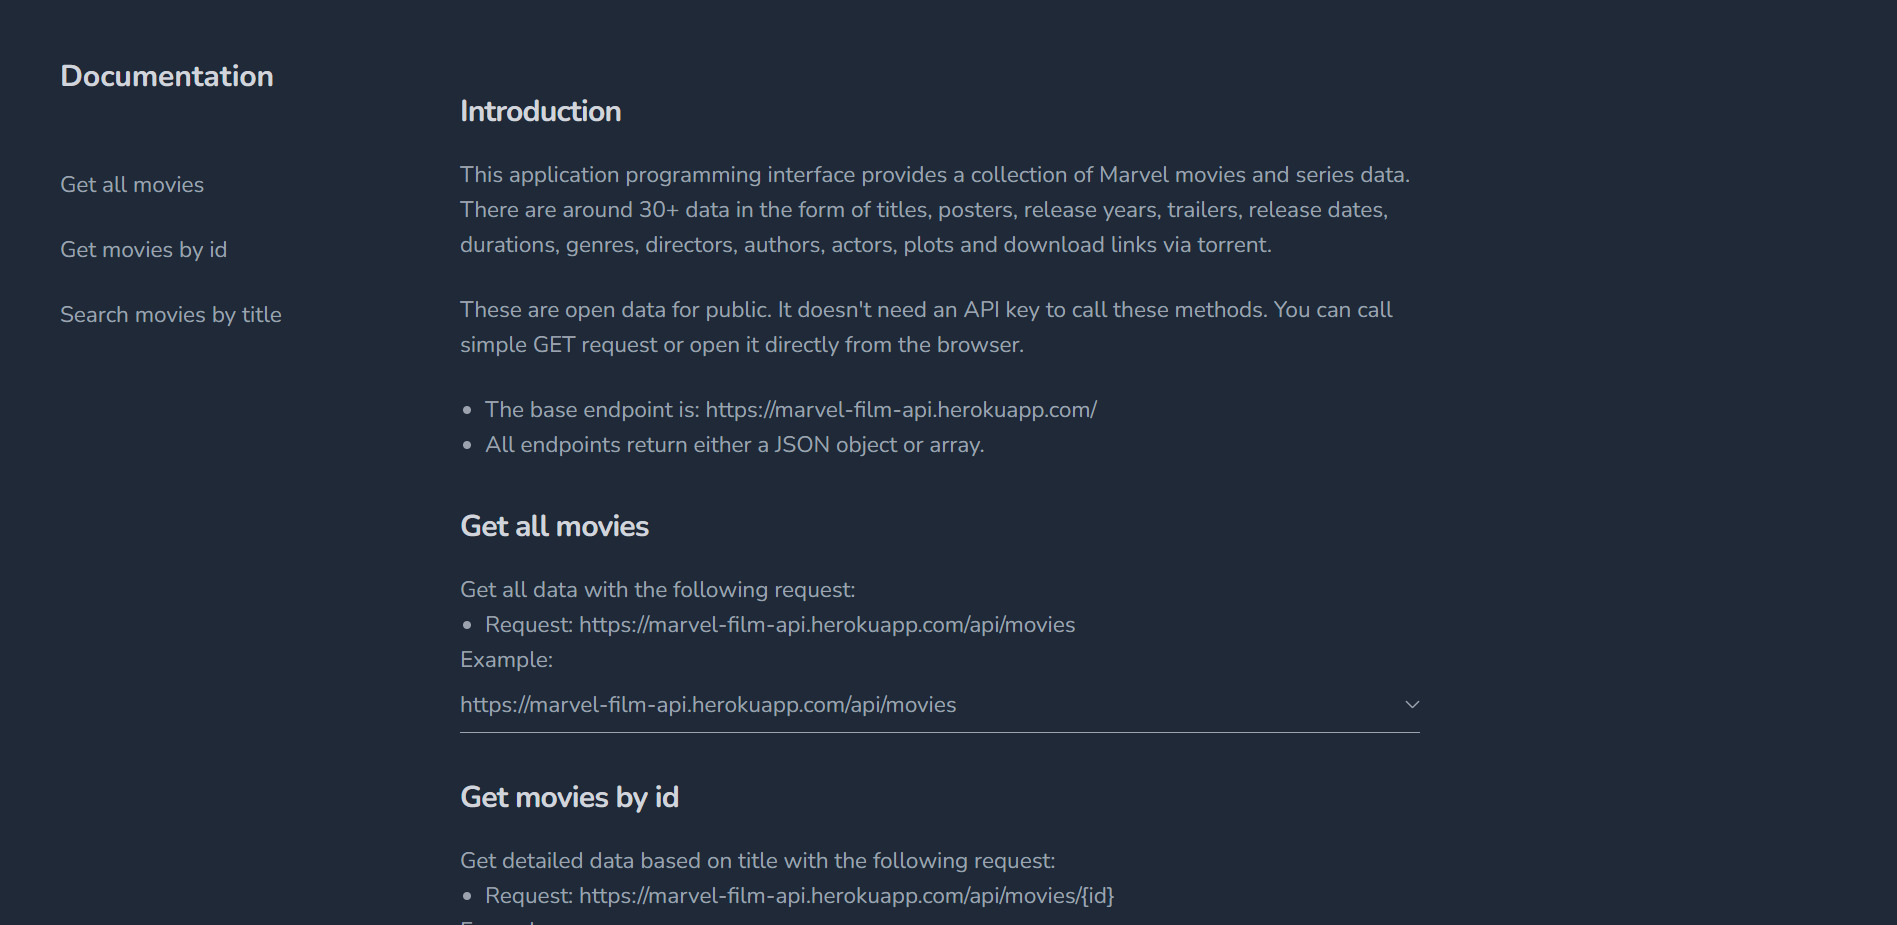 Documentation
Get all movies
Get movies by id
Search movies by title
Introduction
This application programming interface provides a collection of Marvel movies and series data.
There are around 30+ data in the form of titles, posters, release years, trailers, release dates,
durations, genres, directors, authors, actors, plots and download links via torrent.
These are open data for public. It doesn't need an API key to call these methods. You can call
simple GET request or open it directly from the browser.
• The base endpoint is: https://marvel-film-api.herokuapp.com/
• All endpoints return either a JSON object or array.
Get all movies
Get all data with the following request:
• Request: https://marvel-film-api.herokuapp.com/api/movies
Example:
https://marvel-film-api.herokuapp.com/api/movies
Get movies by id
Get detailed data based on title with the following request:
• Request: https://marvel-film-api.herokuapp.com/api/movies/{id}